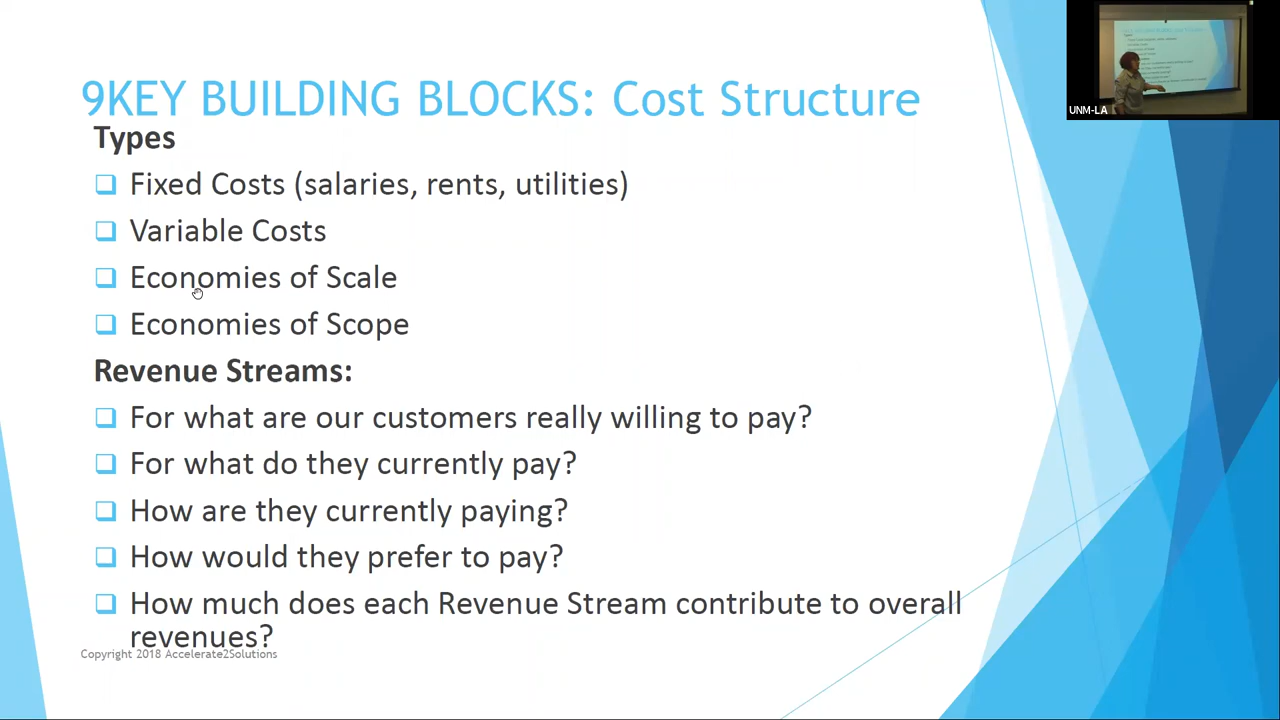 9KEY BUILDING BLOCKS: Cost Structure
Types
Fixed Costs (salaries, rents, utilities)
Variable Costs
Economies of Scale
Economies of Scope
Revenue Streams:
For what are our customers really willing to pay?
For what do they currently pay?
How are they currently paying?
How would they prefer to pay?
How much does each Revenue Stream contribute to overall
revenues?
Copyright 2018 Accelerate2Solutions
UNM-LA